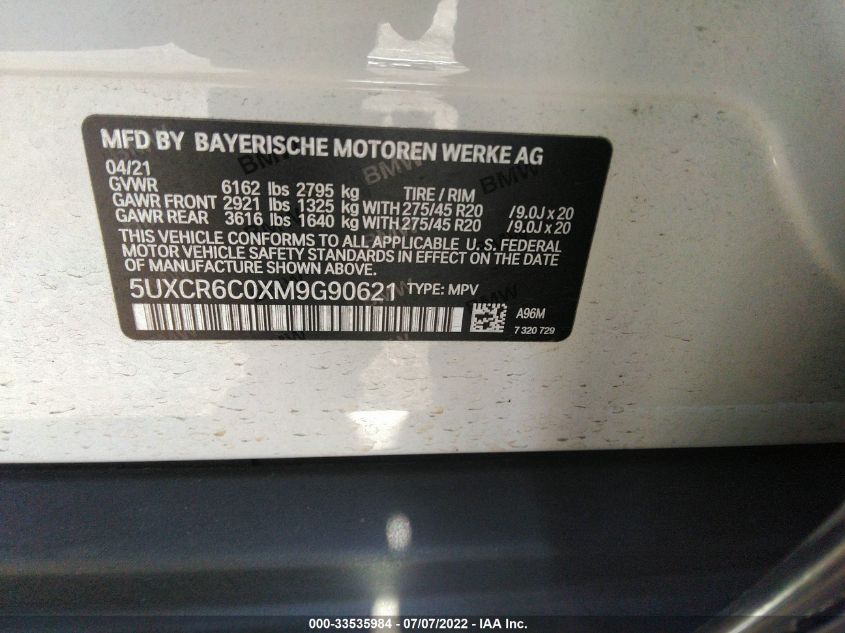 MFD BY BAYERISCHE MOTOREN WERKE AG
04/21
GVWR 6162 lbs 2795 kg TIRE / RIM
GAWR FRONT 2921 lbs 1325 kg WITH 275/45 R20 /9.0J x 20
GAWR REAR 3616 lbs 1640 kg WITH 275/45 R20 /9.0J x 20
THIS VEHICLE CONFORMS TO ALL APPLICABLE U. S. FEDERAL
MOTOR VEHICLE SAFETY STANDARDS IN EFFECT ON THE DATE
OF MANUFACTURE SHOWN ABOVE.
5UXCR6C0XM9G90621 TYPE: MPV
A96M
7 320 729
000-33535984 / 07/07/2022 - IAA Inc.